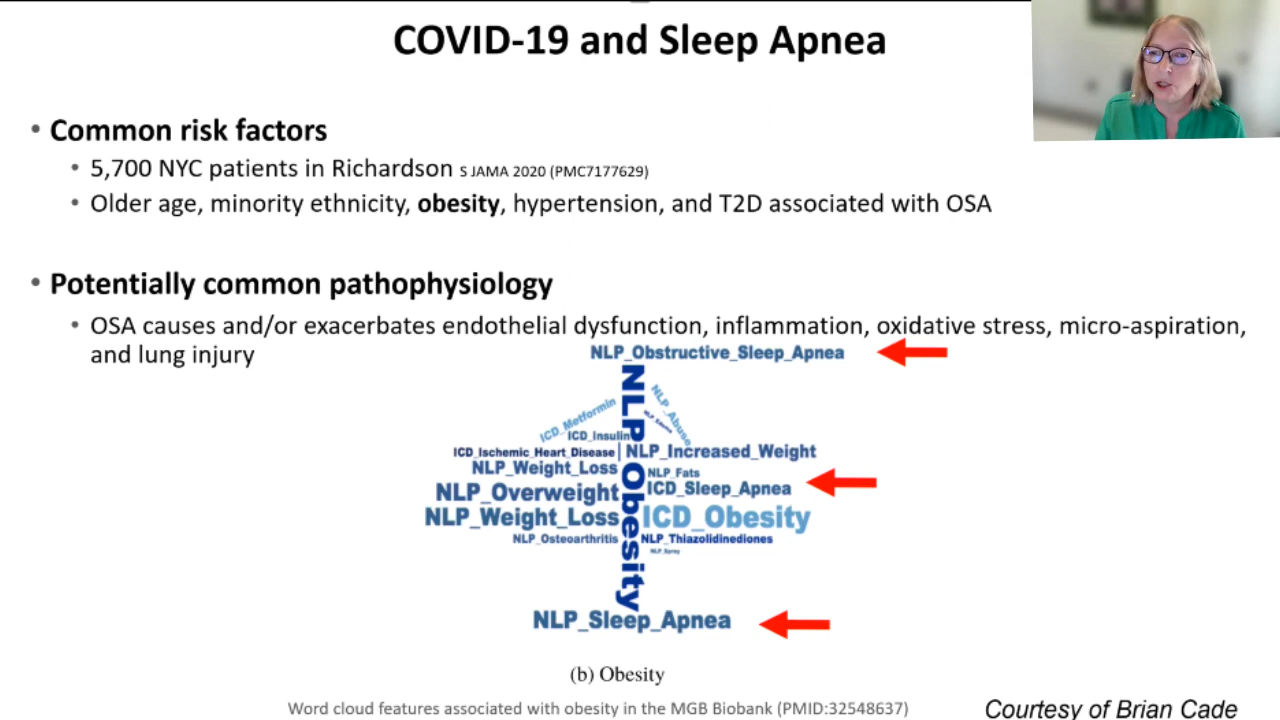 COVID-19 and Sleep Apnea
• Common risk factors
• 5,700 NYC patients in Richardson S JAMA 2020 (PMC7177629)
• Older age, minority ethnicity, obesity, hypertension, and T2D associated with OSA
• Potentially common pathophysiology
• OSA causes and/or exacerbates endothelial dysfunction, inflammation, oxidative stress, micro-aspiration,
and lung injury
NLP_Obstructive_Sleep_Apnea
NLP_Obesity
ICD_Metformin
NLP_Abuse
ICD_Insulin
ICD_Ischemic_Heart_Disease
NLP_Increased_Weight
NLP_Weight_Loss
NLP_Fats
NLP_Overweight
ICD_Sleep_Apnea
NLP_Weight_Loss
ICD_Obesity
NLP_Osteoarthritis
NLP_Thiazolidinediones
NLP_Sleep_Apnea
(b) Obesity
Word cloud features associated with obesity in the MGB Biobank (PMID:32548637)
Courtesy of Brian Cade